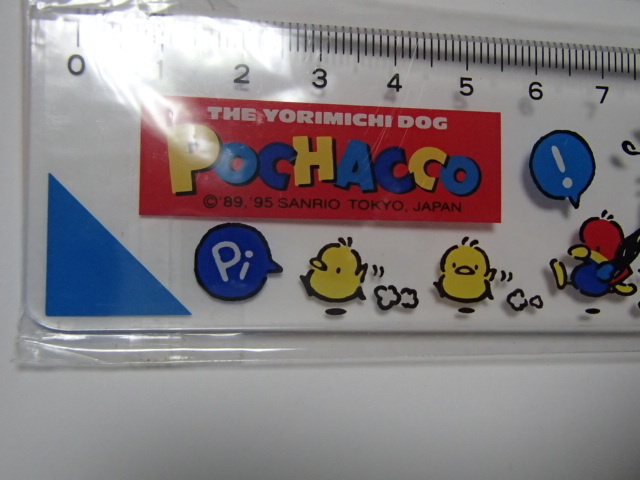 0 1 2 3 4 5 6 7
THE YORIMICHI DOG
POCHACCO
©'89,'95 SANRIO TOKYO, JAPAN
!
Pi